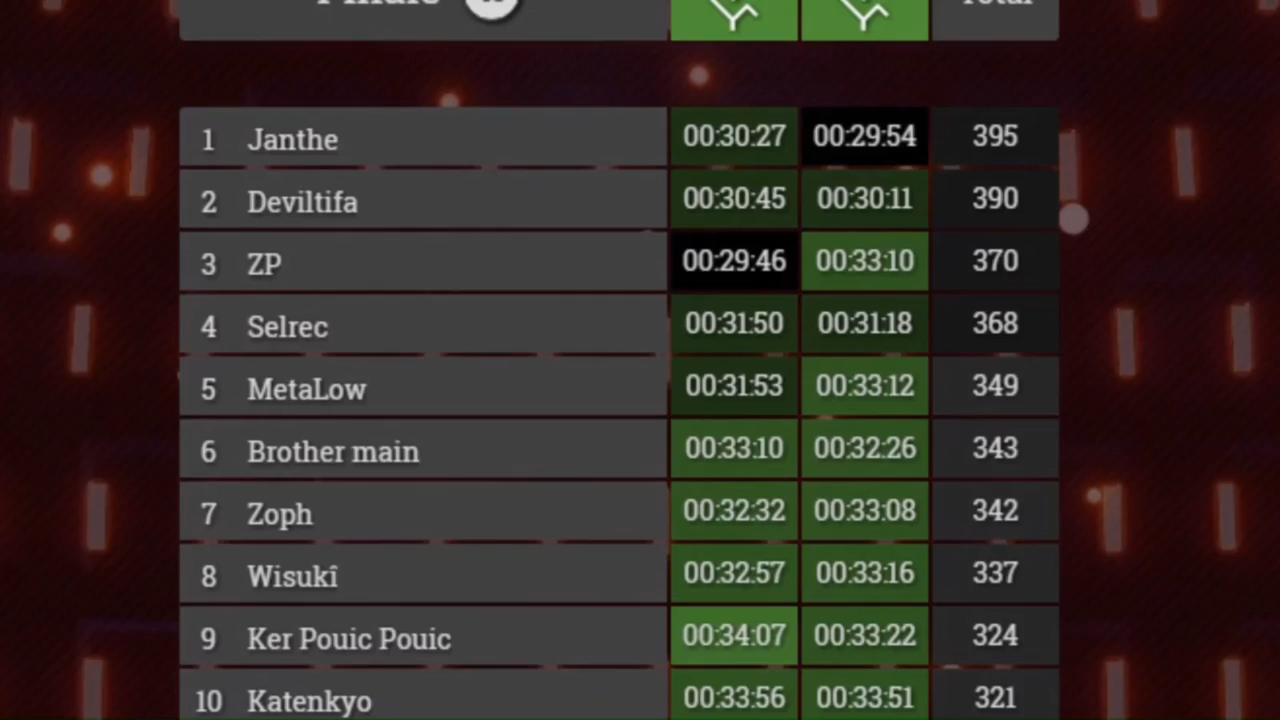 Finale
Total
1 Janthe 00:30:27 00:29:54 395
2 Deviltifa 00:30:45 00:30:11 390
3 ZP 00:29:46 00:33:10 370
4 Selrec 00:31:50 00:31:18 368
5 MetaLow 00:31:53 00:33:12 349
6 Brother main 00:33:10 00:32:26 343
7 Zoph 00:32:32 00:33:08 342
8 Wisukî 00:32:57 00:33:16 337
9 Ker Pouic Pouic 00:34:07 00:33:22 324
10 Katenkyo 00:33:56 00:33:51 321